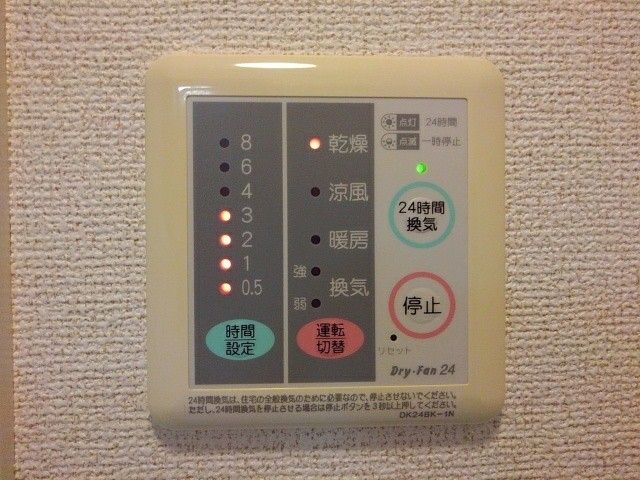 8
6
4
3
2
1
0.5
時間
設定
乾燥
涼風
暖房
強
換気
弱
運転
切替
点灯 24時間
点滅 一時停止
24時間
換気
停止
リセット
Dry・Fan 24
24時間換気は、住宅の全般換気のために必要なので、停止させないでください。
ただし、24時間換気を停止させる場合は停止ボタンを3秒以上押してください。
DK24BK-1N